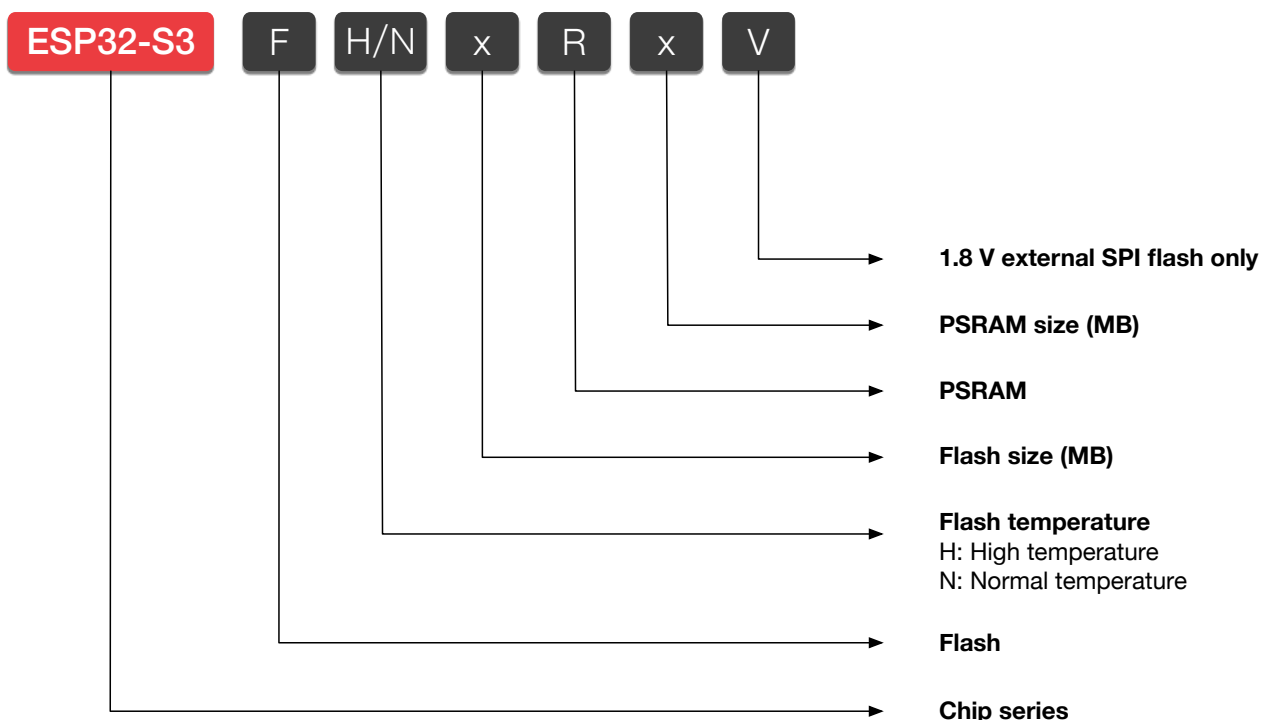 ESP32-S3 F H/N x R x V
1.8 V external SPI flash only
PSRAM size (MB)
PSRAM
Flash size (MB)
Flash temperature
H: High temperature
N: Normal temperature
Flash
Chip series